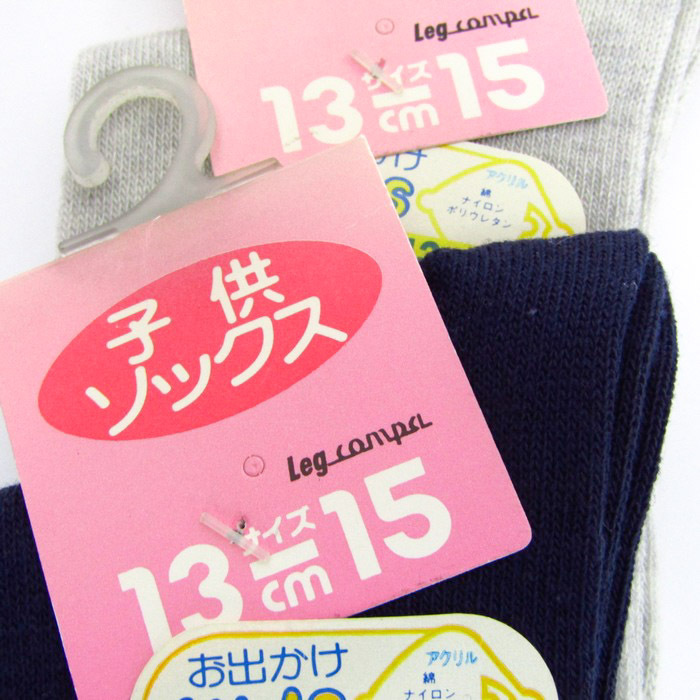 Leg compa
サイズ
13-15
cm
かけ
アクリル
綿
ナイロン
ポリウレタン
子供
ソックス
Leg compa
サイズ
13-15
cm
お出かけ
アクリル
綿
ナイロン